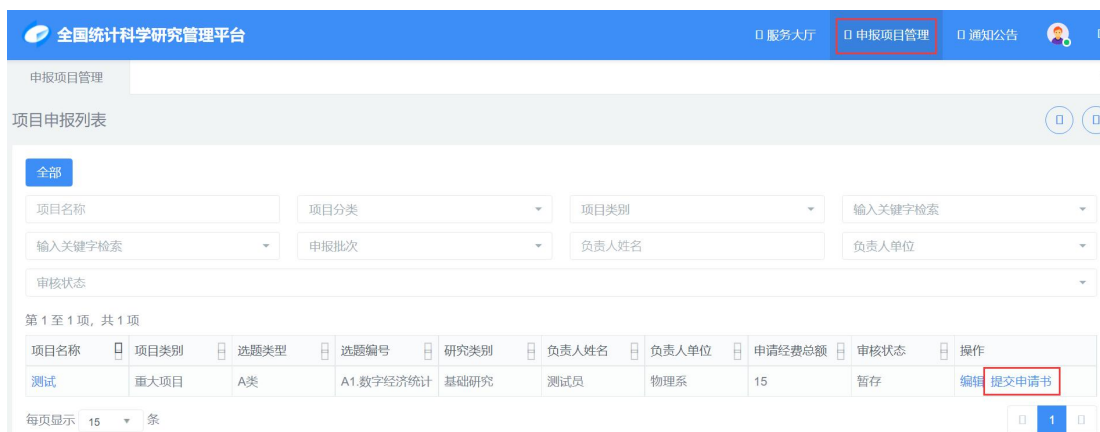 全国统计科学研究管理平台 服务大厅 申报项目管理 通知公告
申报项目管理
项目申报列表
全部
项目名称 项目分类 项目类别 输入关键字检索
输入关键字检索 申报批次 负责人姓名 负责人单位
审核状态
第 1 至 1 项, 共 1 项
项目名称 项目类别 选题类型 选题编号 研究类别 负责人姓名 负责人单位 申请经费总额 审核状态 操作
测试 重大项目 A类 A1.数字经济统计 基础研究 测试员 物理系 15 暂存 编辑 提交申请书
每页显示 15 条 1